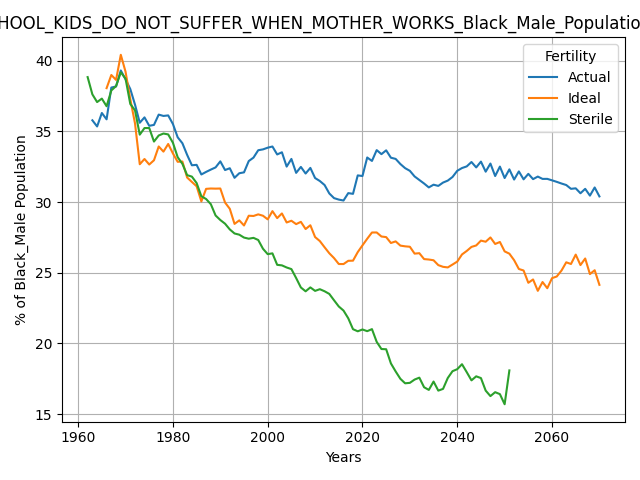 HOOL_KIDS_DO_NOT_SUFFER_WHEN_MOTHER_WORKS_Black_Male_Populatio
Fertility
Actual
Ideal
Sterile
% of Black_Male Population
40
35
30
25
20
15
1960 1980 2000 2020 2040 2060
Years